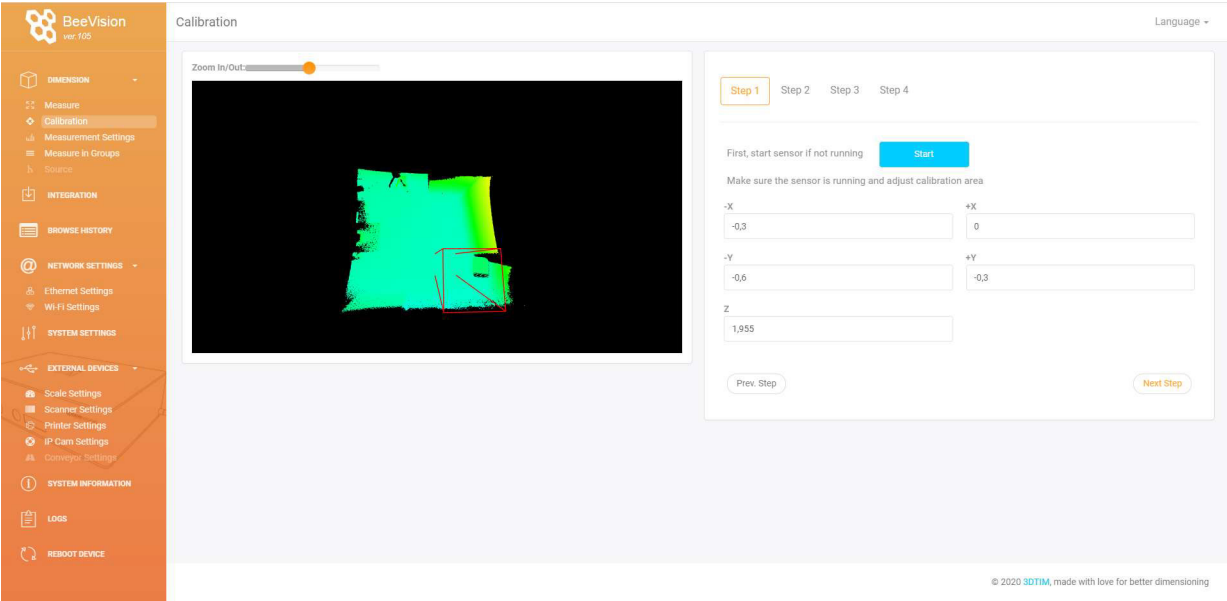 BeeVision
ver.105
Calibration
Language
DIMENSION
Measure
Calibration
Measurement Settings
Measure in Groups
Source
INTEGRATION
BROWSE HISTORY
NETWORK SETTINGS
Ethernet Settings
Wi-Fi Settings
SYSTEM SETTINGS
EXTERNAL DEVICES
Scale Settings
Scanner Settings
Printer Settings
IP Cam Settings
Conveyor Settings
SYSTEM INFORMATION
LOGS
REBOOT DEVICE
Zoom In/Out:
Step 1 Step 2 Step 3 Step 4
First, start sensor if not running Start
Make sure the sensor is running and adjust calibration area
-X +X
-0,3 0
-Y +Y
-0,6 -0,3
Z
1,955
Prev. Step Next Step
© 2020 3DTIM, made with love for better dimensioning